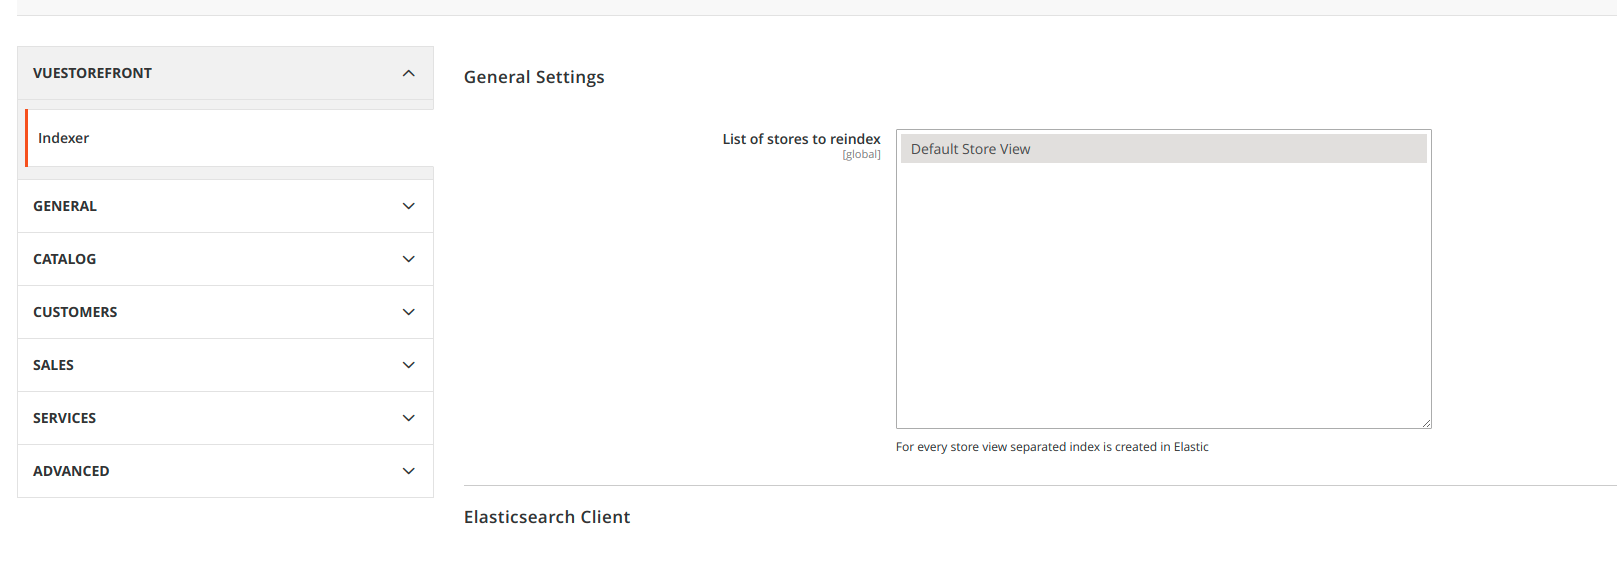 VUESTOREFRONT
Indexer
GENERAL
CATALOG
CUSTOMERS
SALES
SERVICES
ADVANCED
General Settings
List of stores to reindex
[global]
Default Store View
For every store view separated index is created in Elastic
Elasticsearch Client